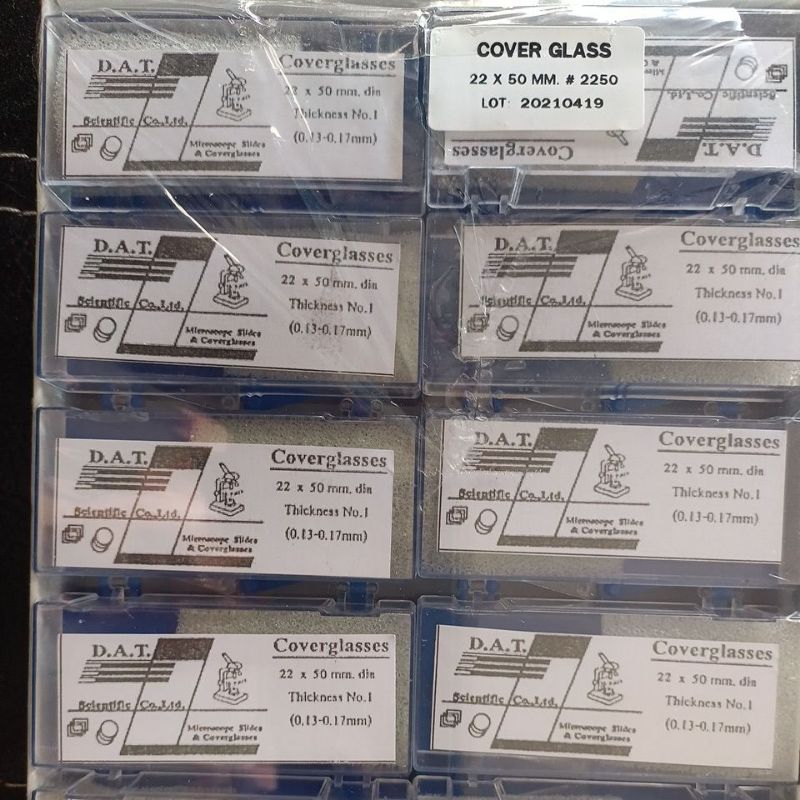 D.A.T.
Scientific Co.,Ltd.
Coverglasses
22 x 50 mm. din
Thickness No.1
(0.13-0.17mm)
Microscope Slides
& Coverglasses
COVER GLASS
22 X 50 MM. # 2250
LOT: 20210419
D.A.T.
Scientific Co.,Ltd.
Coverglasses
D.A.T.
Scientific Co.,Ltd.
Coverglasses
22 x 50 mm. din
Thickness No.1
(0.13-0.17mm)
Microscope Slides
& Coverglasses
D.A.T.
Scientific Co.,Ltd.
Coverglasses
22 x 50 mm. din
Thickness No.1
(0.13-0.17mm)
Microscope Slides
& Coverglasses
D.A.T.
Scientific Co.,Ltd.
Coverglasses
22 x 50 mm. din
Thickness No.1
(0.13-0.17mm)
Microscope Slides
& Coverglasses
D.A.T.
Scientific Co.,Ltd.
Coverglasses
22 x 50 mm. din
Thickness No.1
(0.13-0.17mm)
Microscope Slides
& Coverglasses
D.A.T.
Scientific Co.,Ltd.
Coverglasses
22 x 50 mm. din
Thickness No.1
(0.13-0.17mm)
Microscope Slides
& Coverglasses
D.A.T.
Scientific Co.,Ltd.
Coverglasses
22 x 50 mm. din
Thickness No.1
(0.13-0.17mm)
Microscope Slides
& Coverglasses